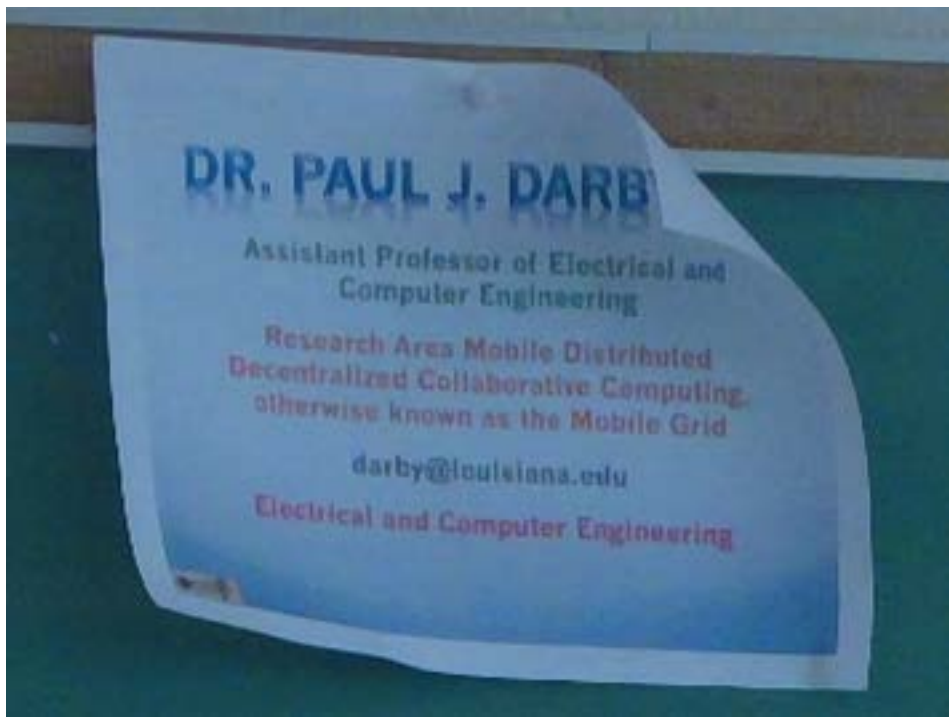 DR. PAUL J. DARBY
Assistant Professor of Electrical and
Computer Engineering
Research Area Mobile Distributed
Decentralized Collaborative Computing,
otherwise known as the Mobile Grid
darby@louisiana.edu
Electrical and Computer Engineering